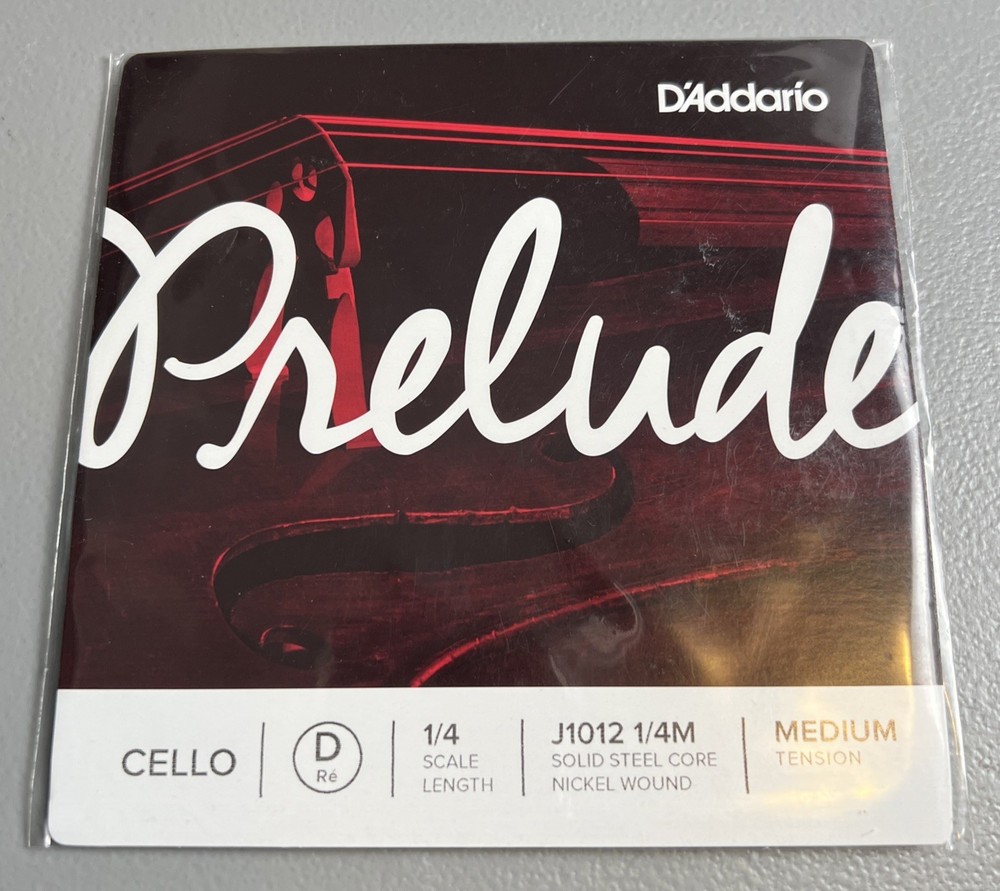 D'Addario
Prelude
CELLO
D
Ré
1/4
SCALE
LENGTH
J1012 1/4M
SOLID STEEL CORE
NICKEL WOUND
MEDIUM
TENSION